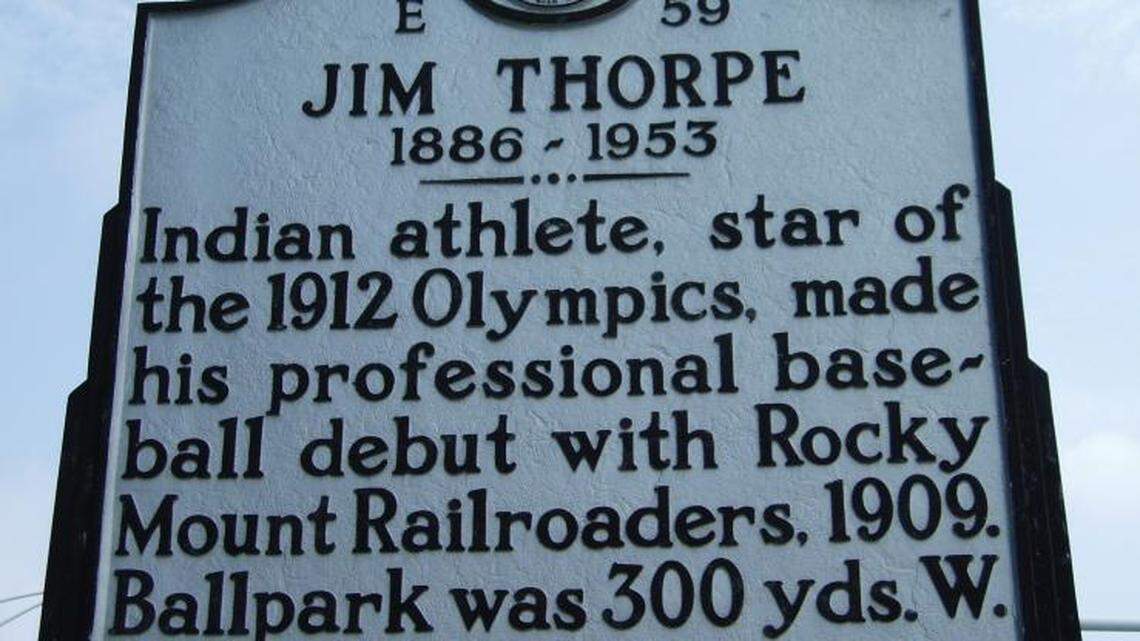 E 59
JIM THORPE
1886 ~ 1953
Indian athlete, star of
the 1912 Olympics, made
his professional base-
ball debut with Rocky
Mount Railroaders, 1909.
Ballpark was 300 yds. W.